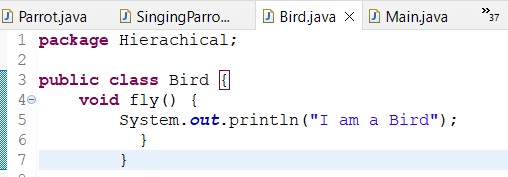 Parrot.java SingingParro... Bird.java Main.java »37
1 package Hierachical;
2
3 public class Bird {
4 void fly() {
5 System.out.println("I am a Bird");
6 }
7 }